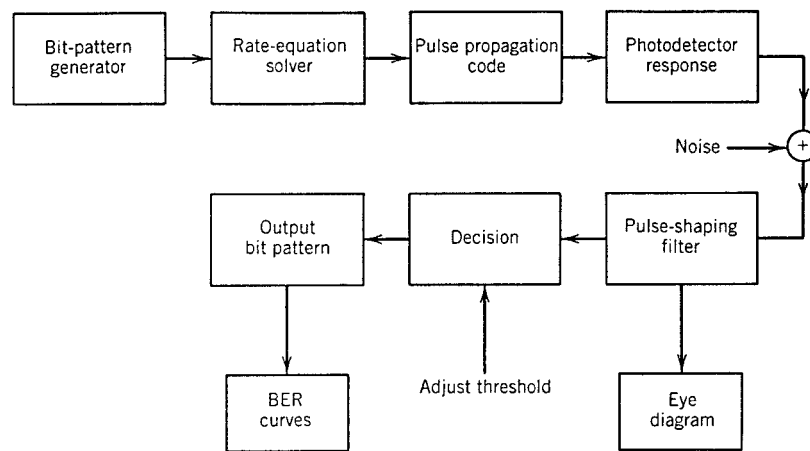 Bit-pattern
generator
Rate-equation
solver
Pulse propagation
code
Photodetector
response
Noise
+
Output
bit pattern
Decision
Pulse-shaping
filter
BER
curves
Adjust threshold
Eye
diagram